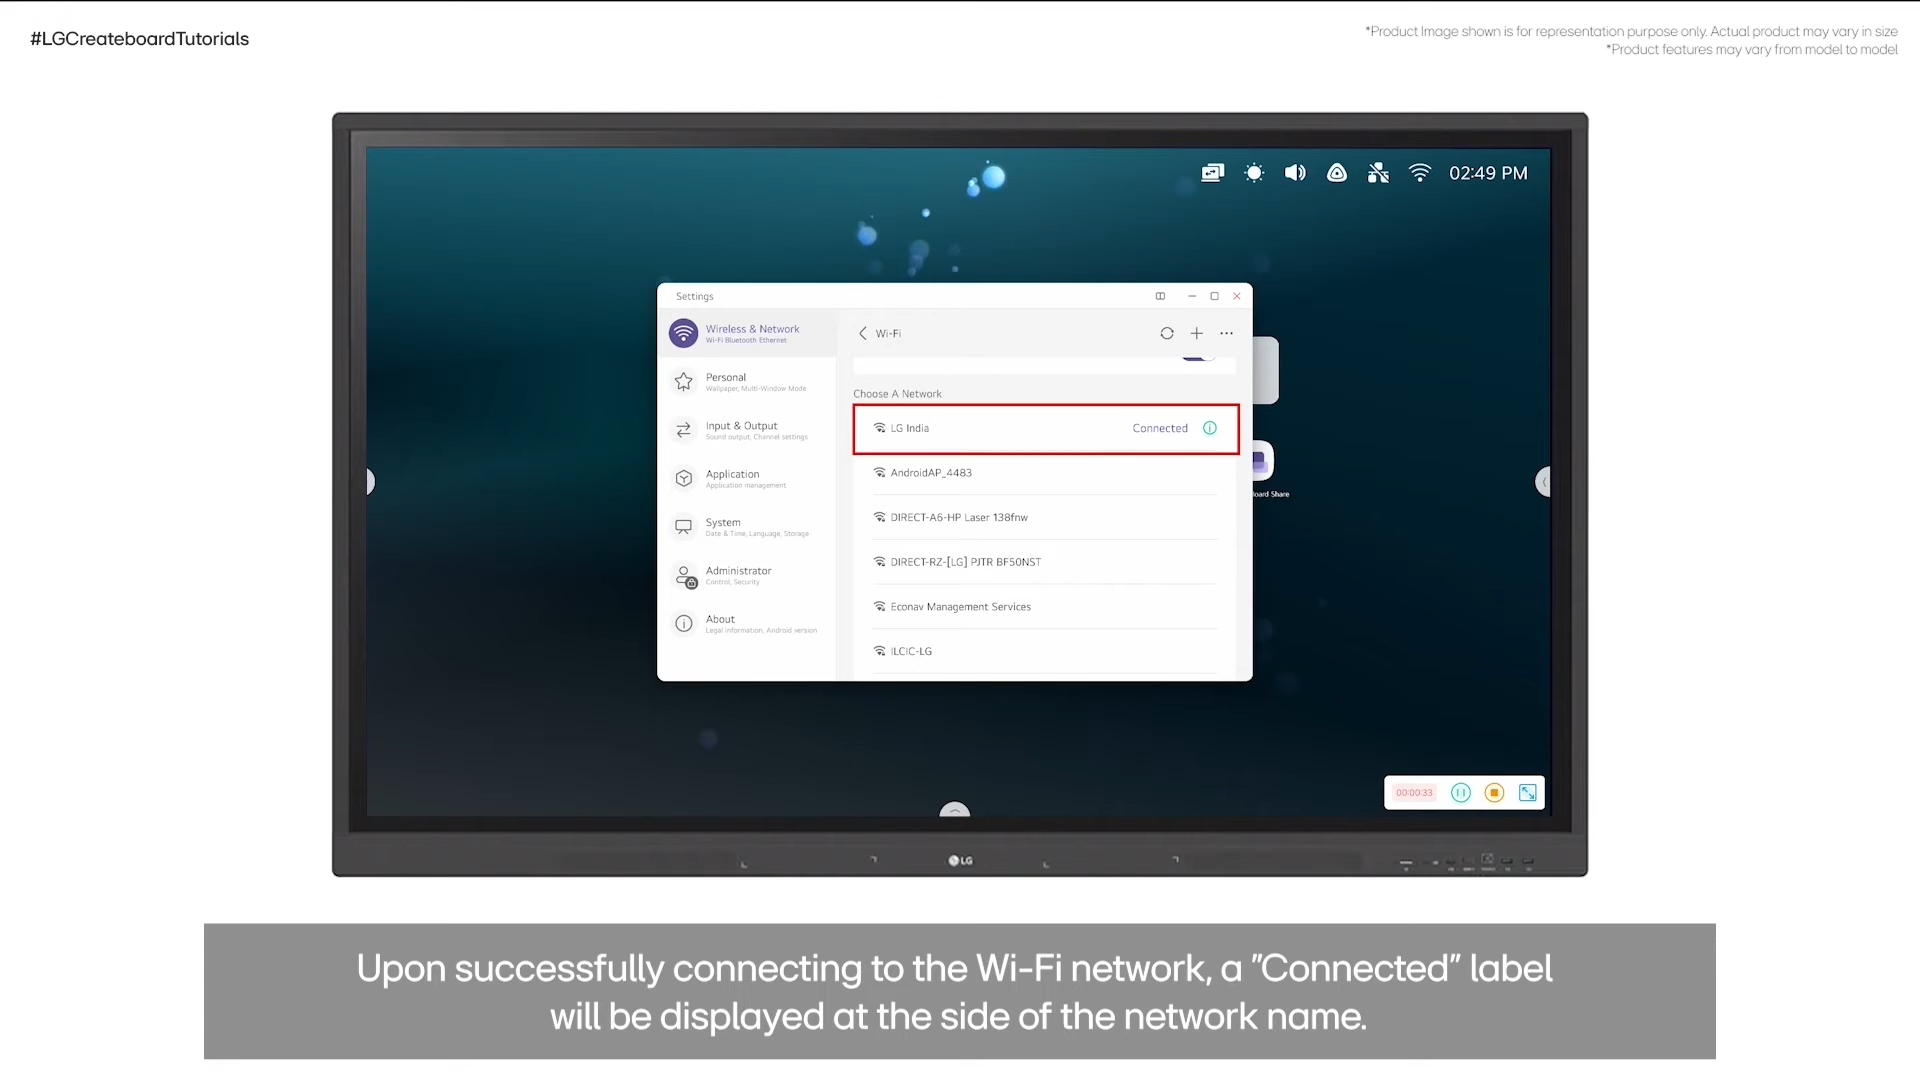 #LGCreateboardTutorials
*Product Image shown is for representation purpose only. Actual product may vary in size
*Product features may vary from model to model
02:49 PM
Settings
Wireless & Network
Wi-Fi Bluetooth Ethernet
Personal
Wallpaper, Multi-Window Mode
Input & Output
Sound output, Channel settings
Application
Application management
System
Date & Time, Language, Storage
Administrator
Control, Security
About
Legal information, Android version
Wi-Fi
Choose A Network
LG India Connected
AndroidAP_4483
DIRECT-A6-HP Laser 138fnw
DIRECT-RZ-[LG] PJTR BF50NST
Econav Management Services
ILCIC-LG
Share
00:00:33
LG
Upon successfully connecting to the Wi-Fi network, a "Connected" label
will be displayed at the side of the network name.